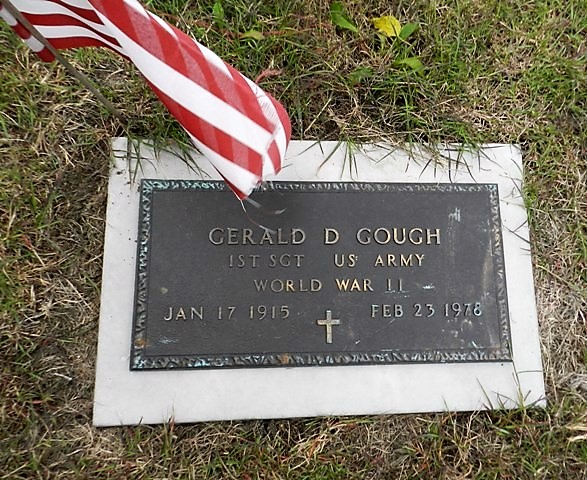 GERALD D GOUGH
1ST SGT US ARMY
WORLD WAR II
JAN 17 1915 FEB 23 1978